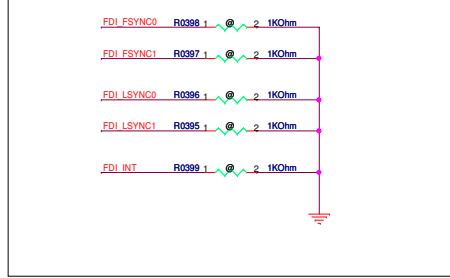 FDI_FSYNC0 R0398 1 @ 2 1KOhm
FDI_FSYNC1 R0397 1 @ 2 1KOhm
FDI_LSYNC0 R0396 1 @ 2 1KOhm
FDI_LSYNC1 R0395 1 @ 2 1KOhm
FDI_INT R0399 1 @ 2 1KOhm